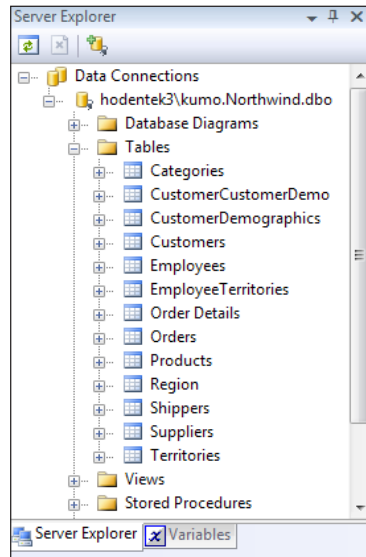 Server Explorer
Data Connections
hodentek3\kumo.Northwind.dbo
Database Diagrams
Tables
Categories
CustomerCustomerDemo
CustomerDemographics
Customers
Employees
EmployeeTerritories
Order Details
Orders
Products
Region
Shippers
Suppliers
Territories
Views
Stored Procedures
Server Explorer Variables